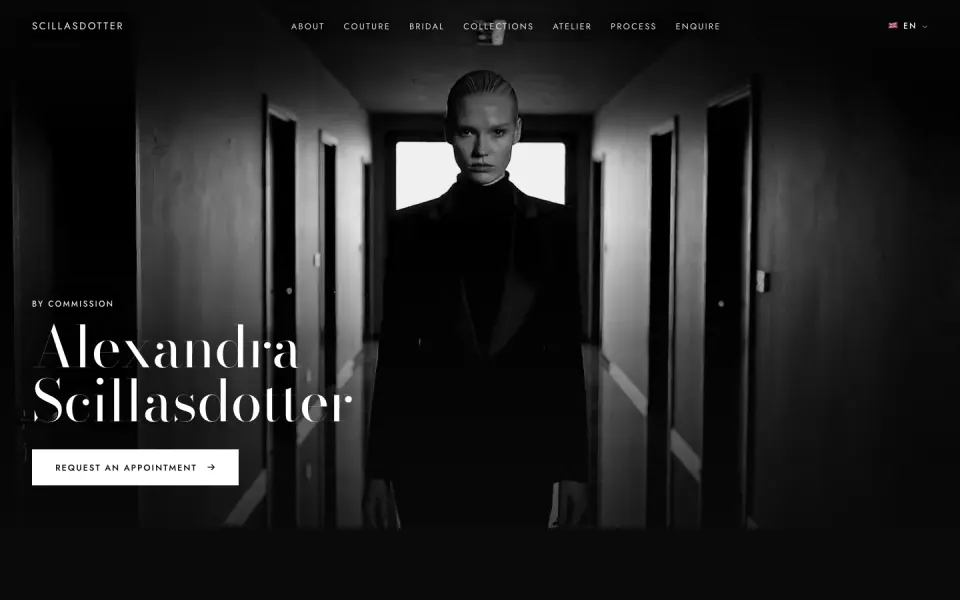 SCILLASDOTTER
ABOUT COUTURE BRIDAL COLLECTIONS ATELIER PROCESS ENQUIRE
EN
BY COMMISSION
Alexandra
Scillasdotter
REQUEST AN APPOINTMENT →